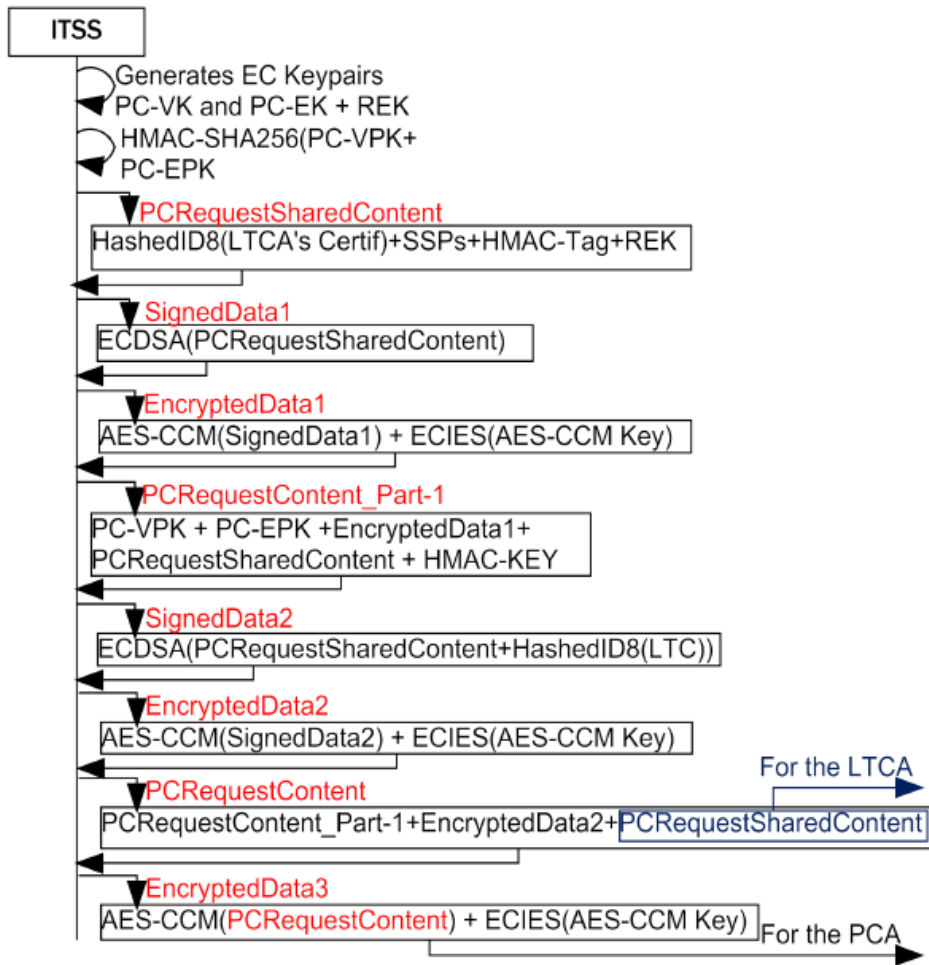 ITSS
Generates EC Keypairs
PC-VK and PC-EK + REK
HMAC-SHA256(PC-VPK+
PC-EPK
PCRequestSharedContent
HashedID8(LTCA's Certif)+SSPs+HMAC-Tag+REK
SignedData1
ECDSA(PCRequestSharedContent)
EncryptedData1
AES-CCM(SignedData1) + ECIES(AES-CCM Key)
PCRequestContent_Part-1
PC-VPK + PC-EPK +EncryptedData1+
PCRequestSharedContent + HMAC-KEY
SignedData2
ECDSA(PCRequestSharedContent+HashedID8(LTC))
EncryptedData2
AES-CCM(SignedData2) + ECIES(AES-CCM Key)
For the LTCA
PCRequestContent
PCRequestContent_Part-1+EncryptedData2+PCRequestSharedContent
EncryptedData3
AES-CCM(PCRequestContent) + ECIES(AES-CCM Key)
For the PCA